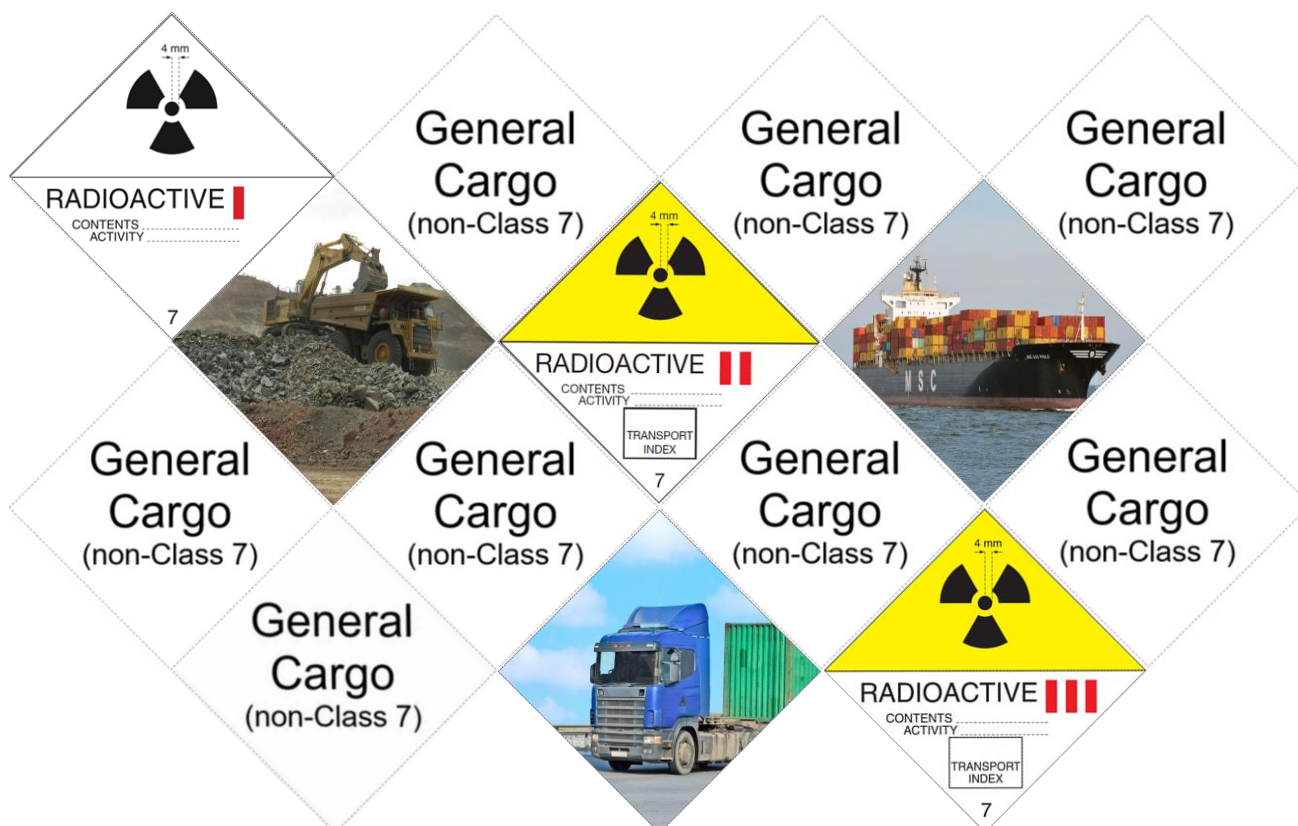 4 mm
RADIOACTIVE I
CONTENTS
ACTIVITY
7
General
Cargo
(non-Class 7)
General
Cargo
(non-Class 7)
General
Cargo
(non-Class 7)
4 mm
RADIOACTIVE II
CONTENTS
ACTIVITY
TRANSPORT
INDEX
7
MSC
General
Cargo
(non-Class 7)
General
Cargo
(non-Class 7)
General
Cargo
(non-Class 7)
General
Cargo
(non-Class 7)
General
Cargo
(non-Class 7)
4 mm
RADIOACTIVE III
CONTENTS
ACTIVITY
TRANSPORT
INDEX
7